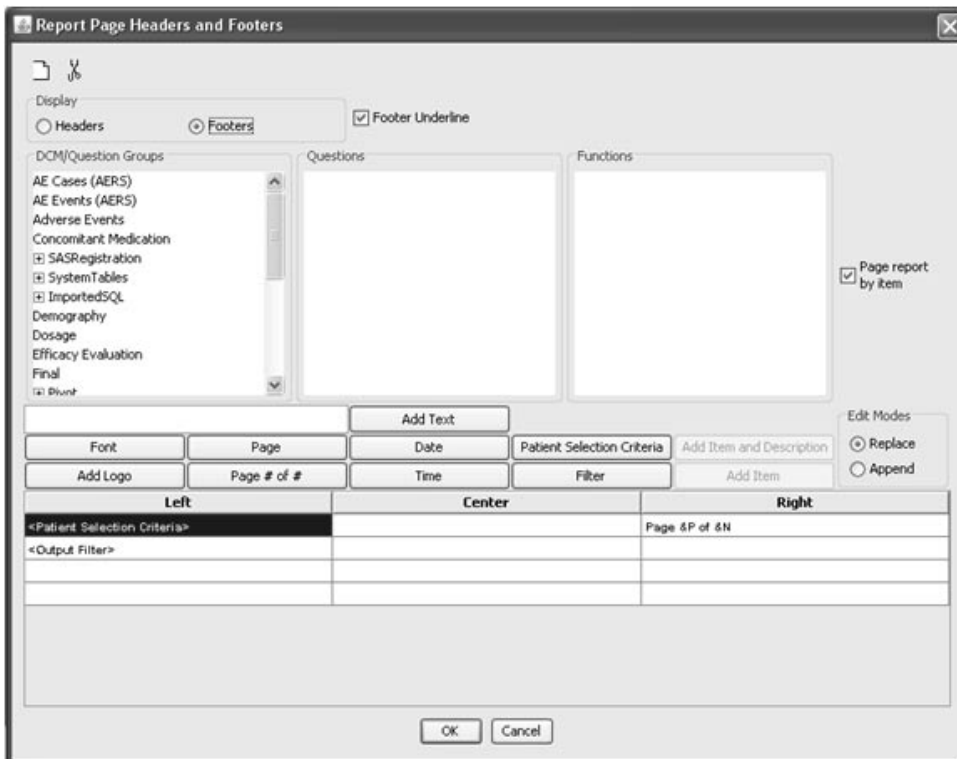 Report Page Headers and Footers
Display
Headers
Footers
Footer Underline
DCM/Question Groups
Questions
Functions
AE Cases (AERS)
AE Events (AERS)
Adverse Events
Concomitant Medication
SASRegistration
SystemTables
ImportedSQL
Demography
Dosage
Efficacy Evaluation
Final
Pivot
Page report
by item
Add Text
Edit Modes
Font
Page
Date
Patient Selection Criteria
Add Item and Description
Replace
Add Logo
Page # of #
Time
Filter
Add Item
Append
Left
Center
Right
<Patient Selection Criteria>
Page &P of &N
<Output Filter>
OK
Cancel